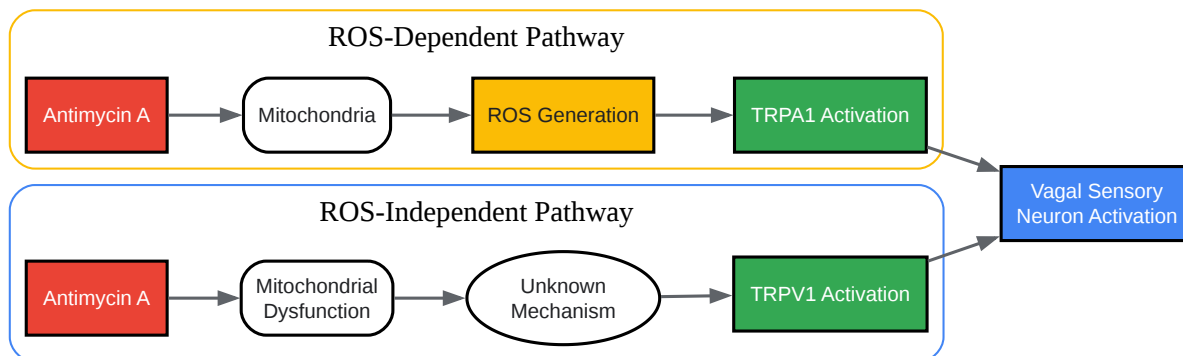 ROS-Dependent Pathway
Antimycin A
Mitochondria
ROS Generation
TRPA1 Activation
Vagal Sensory
Neuron Activation
ROS-Independent Pathway
Antimycin A
Mitochondrial
Dysfunction
Unknown
Mechanism
TRPV1 Activation